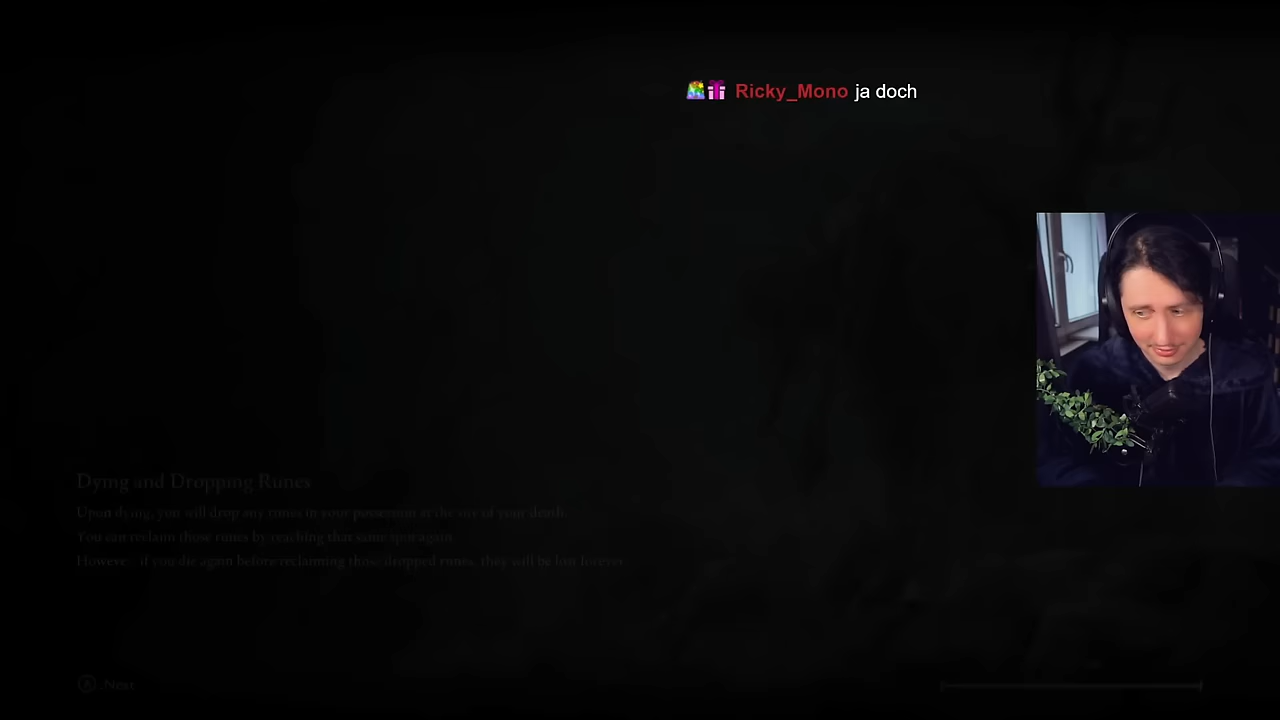 Ricky_Mono ja doch
Dying and Dropping Runes
Upon dying, you will drop any runes in your possession at the site of your death.
You can reclaim those runes by reaching that same spot again.
However, if you die again before reclaiming those dropped runes, they will be lost forever.
Next